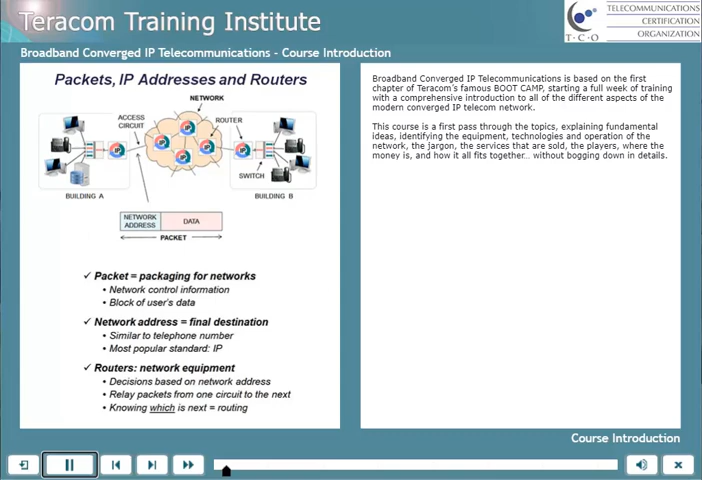 Teracom Training Institute
TELECOMMUNICATIONS
CERTIFICATION
ORGANIZATION
T·C·O
Broadband Converged IP Telecommunications - Course Introduction
Packets, IP Addresses and Routers
NETWORK
ACCESS
CIRCUIT
ROUTER
IP
IP
IP
IP
IP
IP
SWITCH
BUILDING A
BUILDING B
NETWORK
ADDRESS
DATA
PACKET
✓ Packet = packaging for networks
• Network control information
• Block of user's data
✓ Network address = final destination
• Similar to telephone number
• Most popular standard: IP
✓ Routers: network equipment
• Decisions based on network address
• Relay packets from one circuit to the next
• Knowing which is next = routing
Broadband Converged IP Telecommunications is based on the first
chapter of Teracom's famous BOOT CAMP, starting a full week of training
with a comprehensive introduction to all of the different aspects of the
modern converged IP telecom network.
This course is a first pass through the topics, explaining fundamental
ideas, identifying the equipment, technologies and operation of the
network, the jargon, the services that are sold, the players, where the
money is, and how it all fits together... without bogging down in details.
Course Introduction